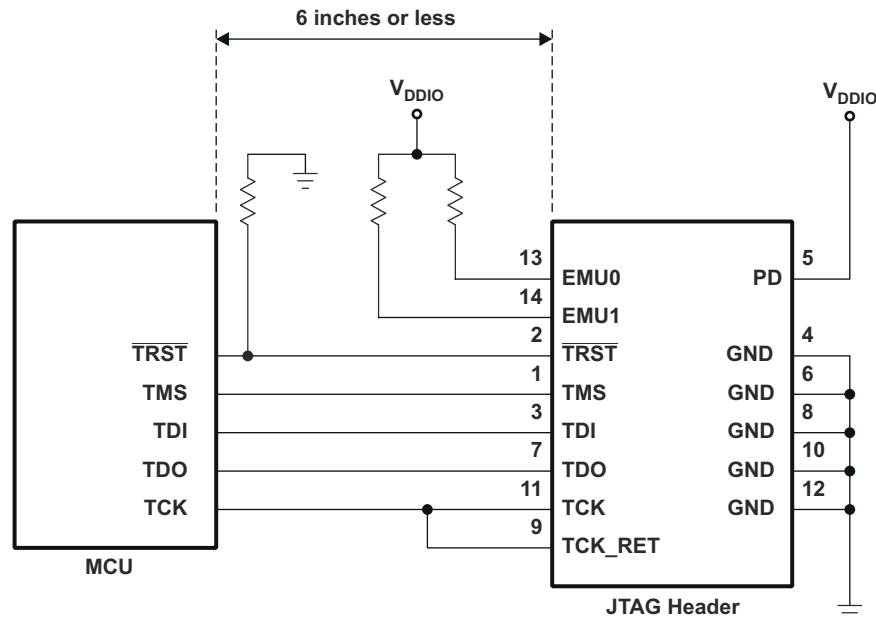 6 inches or less
VDDIO
VDDIO
13
EMU0
5
PD
14
EMU1
2
TRST
TRST
4
GND
1
TMS
TMS
6
GND
3
TDI
TDI
8
GND
7
TDO
TDO
10
GND
11
TCK
TCK
12
GND
9
TCK_RET
MCU
JTAG Header